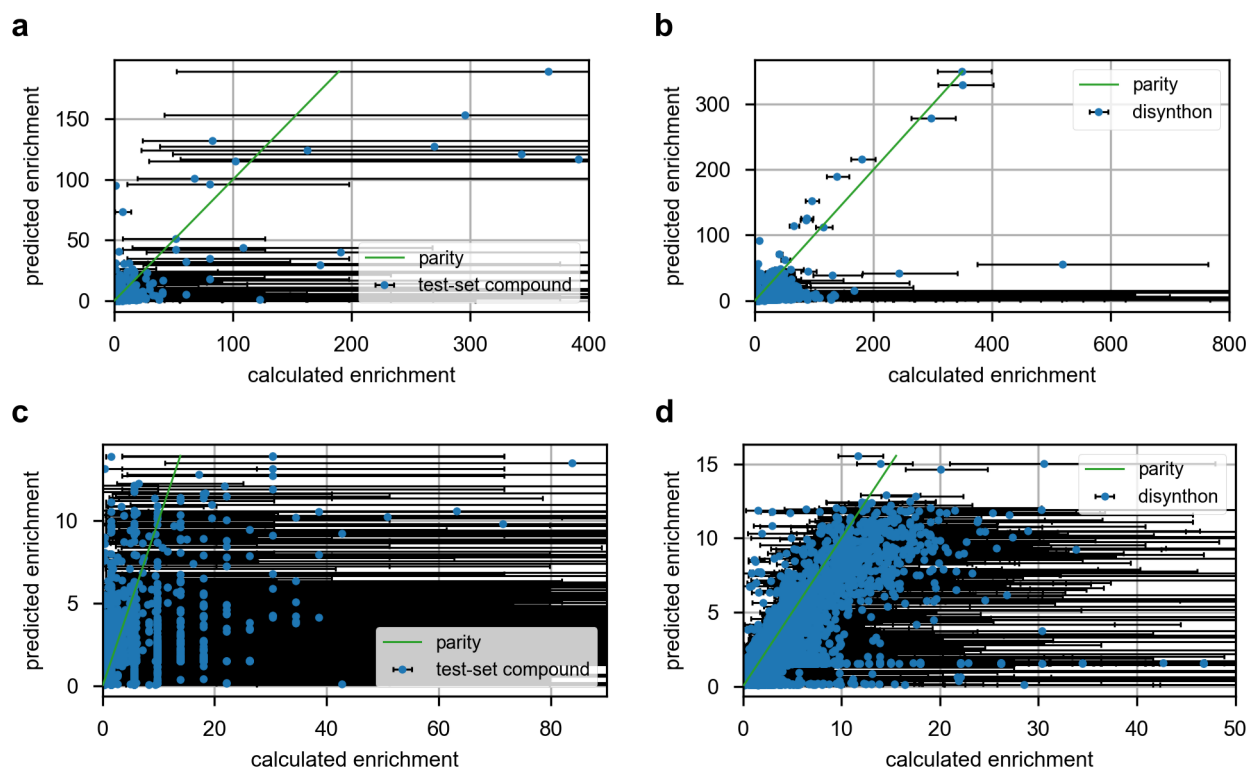 a
predicted enrichment
150
100
50
0
0 100 200 300 400
calculated enrichment
parity
test-set compound
b
predicted enrichment
300
200
100
0
0 200 400 600 800
calculated enrichment
parity
disynthon
c
predicted enrichment
10
5
0
0 20 40 60 80
calculated enrichment
parity
test-set compound
d
predicted enrichment
15
10
5
0
0 10 20 30 40 50
calculated enrichment
parity
disynthon